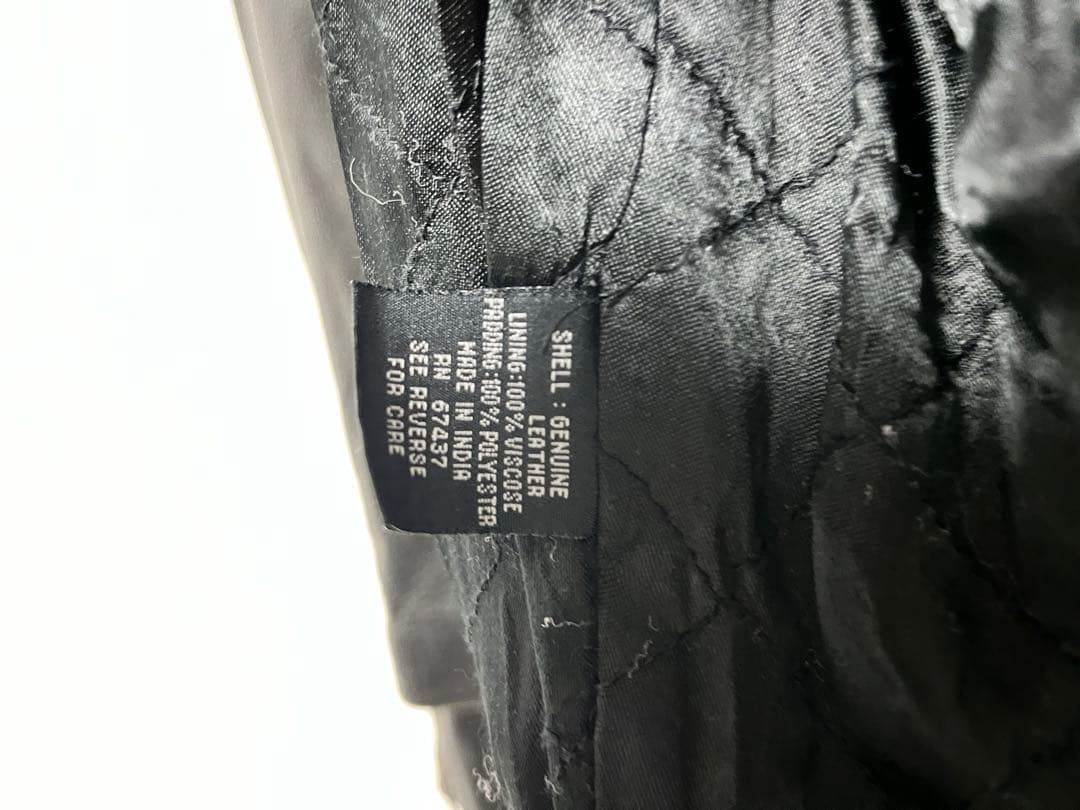 SHELL : GENUINE
LEATHER
LINING:100% VISCOSE
PADDING:100% POLYESTER
MADE IN INDIA
RN 67437
SEE REVERSE
FOR CARE